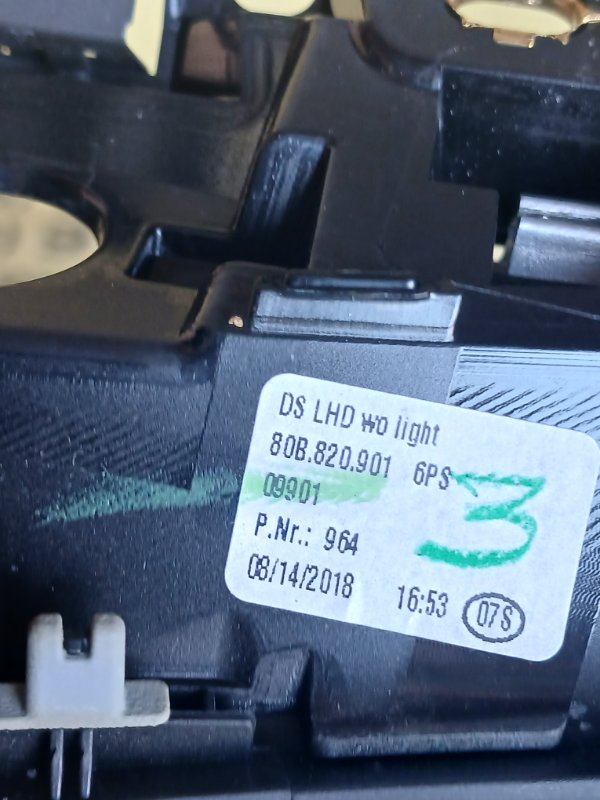 DS LHD wo light
80B.820.901 6PS
09901
3
P.Nr.: 964
08/14/2018 16:53 07S